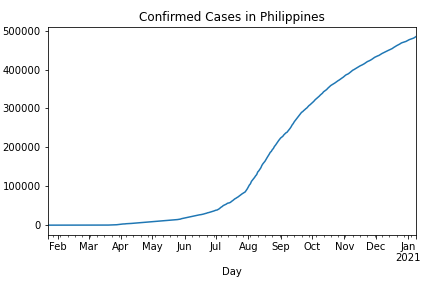 Confirmed Cases in Philippines
500000
400000
300000
200000
100000
0
Feb Mar Apr May Jun Jul Aug Sep Oct Nov Dec Jan
2021
Day